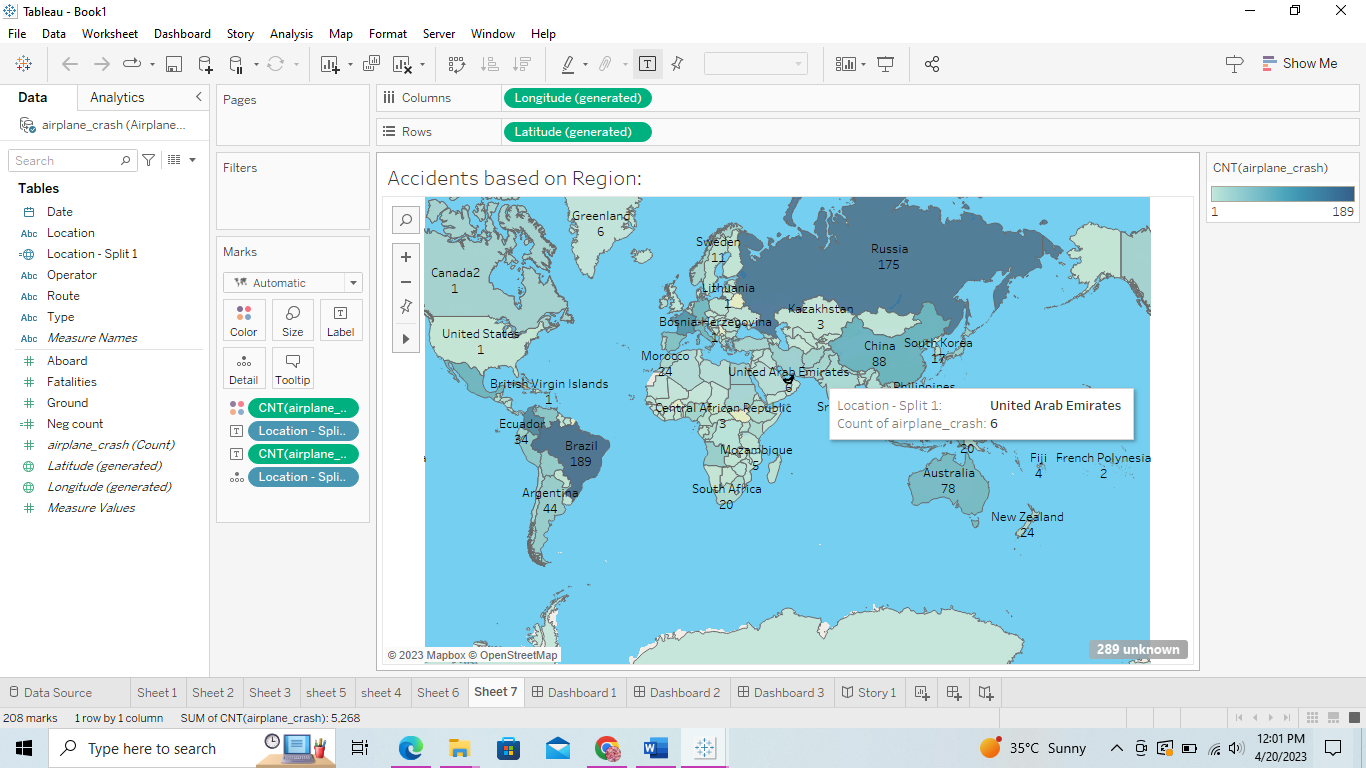 Tableau - Book1
File Data Worksheet Dashboard Story Analysis Map Format Server Window Help
Show Me
Data Analytics
airplane_crash (Airplane...
Search
Tables
Date
Abc Location
Location - Split 1
Abc Operator
Abc Route
Abc Type
Abc Measure Names
Aboard
Fatalities
Ground
Neg count
airplane_crash (Count)
Latitude (generated)
Longitude (generated)
Measure Values
Pages
Filters
Marks
Automatic
Color Size Label
Detail Tooltip
CNT(airplane_..
Location - Spli..
CNT(airplane_..
Location - Spli..
Columns Longitude (generated)
Rows Latitude (generated)
Accidents based on Region:
Greenland
6
Sweden
11
Russia
175
Canada2
1
Lithuania
1
Kazakhstan
3
Bosnia-Herzegovina
1
United States
1
China
88
South Korea
17
Morocco
24
United Arab Emirates
6
British Virgin Islands
1
Philippines
Central African Republic
3
Ecuador
34
Brazil
189
Mozambique
5
20
Fiji
4
French Polynesia
2
Australia
78
Argentina
44
South Africa
20
New Zealand
24
Location - Split 1: United Arab Emirates
Count of airplane_crash: 6
© 2023 Mapbox © OpenStreetMap
289 unknown
CNT(airplane_crash)
1 189
Data Source Sheet 1 Sheet 2 Sheet 3 sheet 5 sheet 4 Sheet 6 Sheet 7 Dashboard 1 Dashboard 2 Dashboard 3 Story 1
208 marks 1 row by 1 column SUM of CNT(airplane_crash): 5,268
Type here to search
35°C Sunny
12:01 PM
4/20/2023